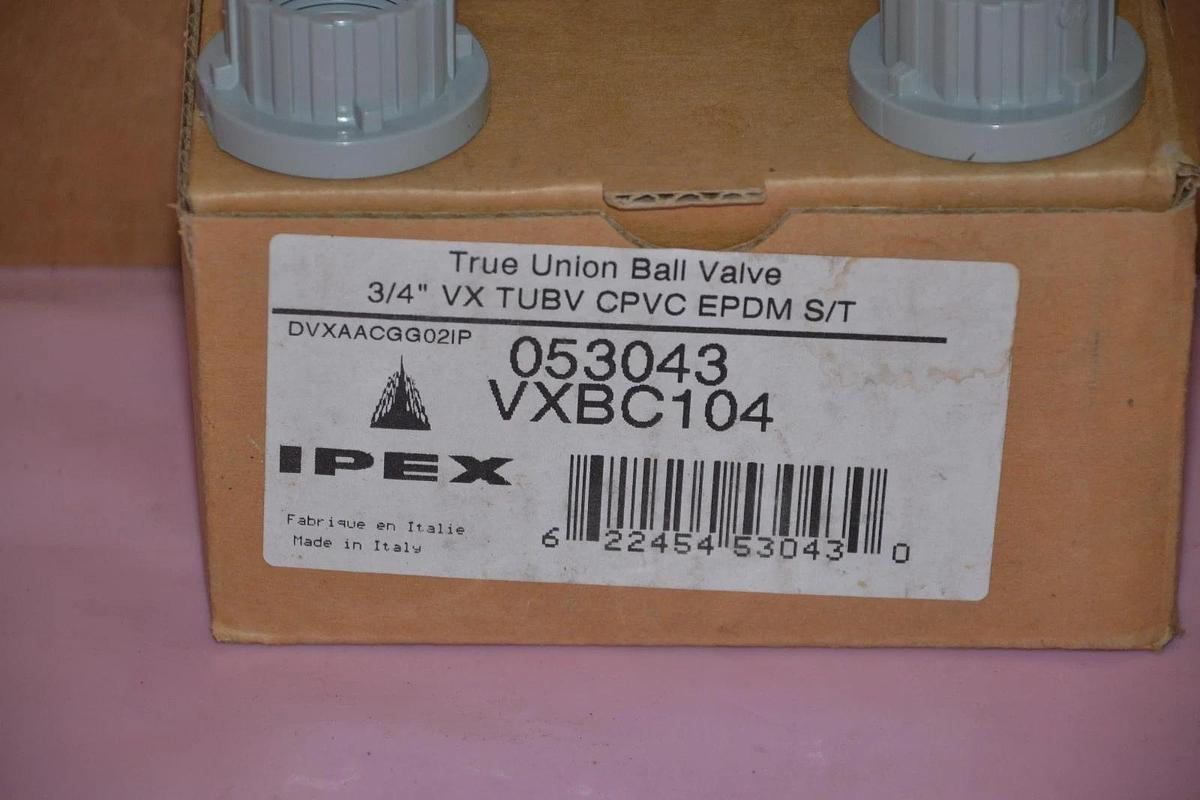 True Union Ball Valve
3/4" VX TUBV CPVC EPDM S/T
DVXAACGG02IP
053043
VXBC104
IPEX
Fabrique en Italie
Made in Italy
6 22454 53043 0